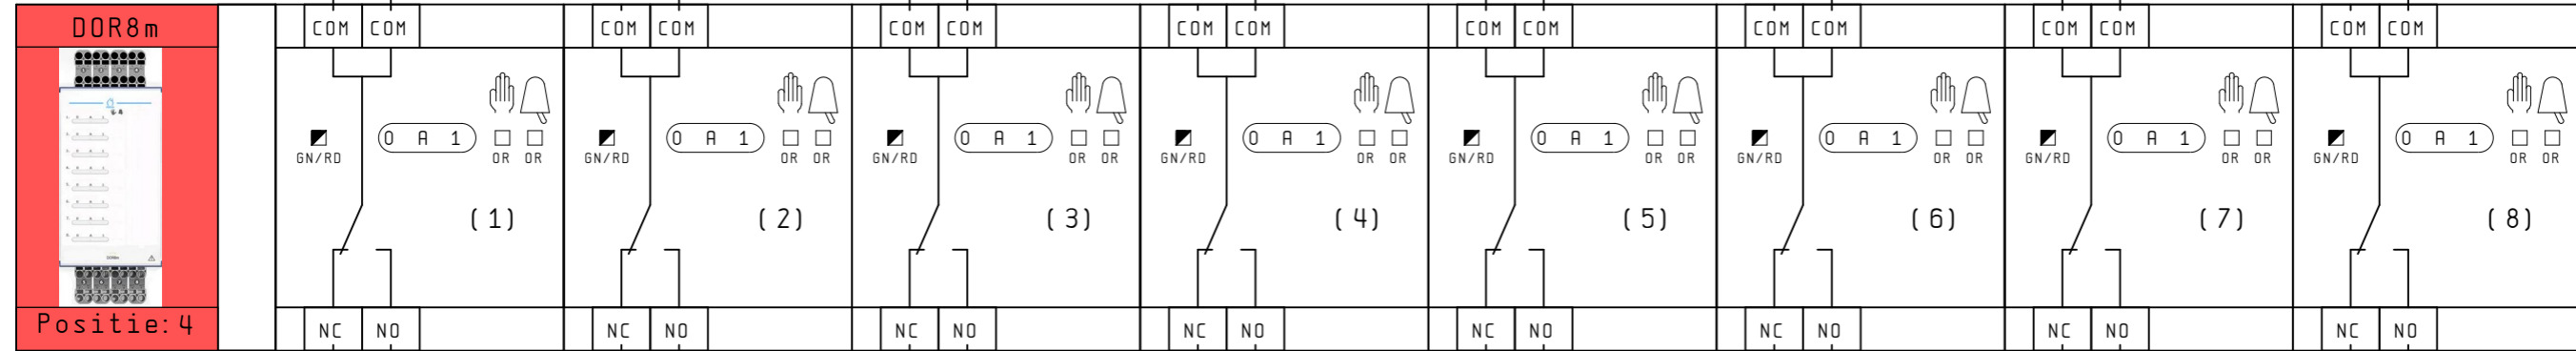 DOR8m
COM COM COM COM COM COM COM COM COM COM COM COM COM COM COM COM
0 A 1 0 A 1 0 A 1 0 A 1 0 A 1 0 A 1 0 A 1 0 A 1
GN/RD OR OR GN/RD OR OR GN/RD OR OR GN/RD OR OR GN/RD OR OR GN/RD OR OR GN/RD OR OR GN/RD OR OR
(1) (2) (3) (4) (5) (6) (7) (8)
Positie: 4
NC NO NC NO NC NO NC NO NC NO NC NO NC NO NC NO